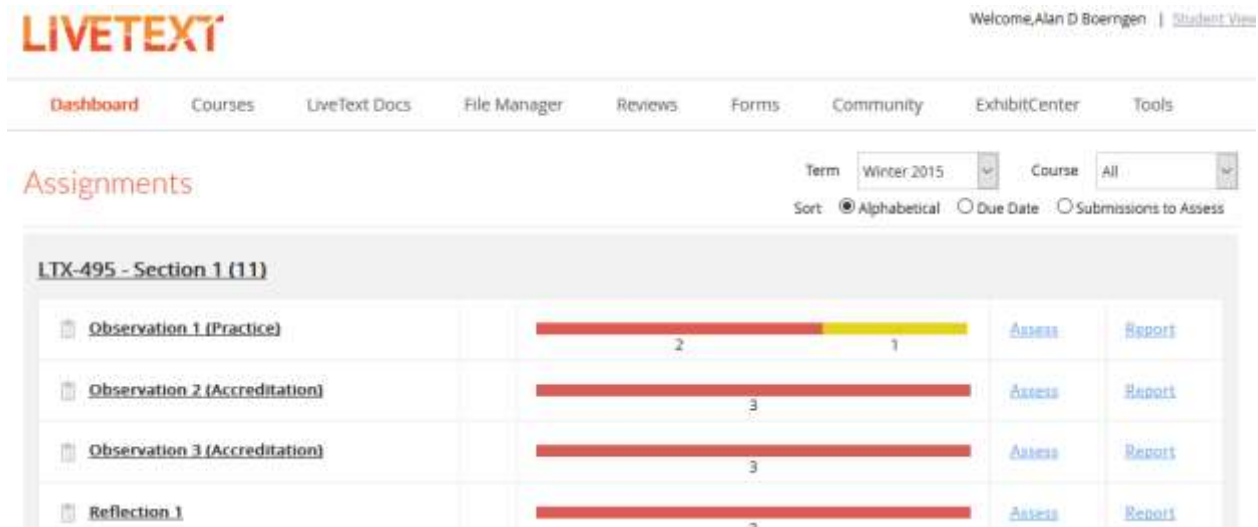 LIVETEXT
Welcome,Alan D Boerngen | Student View
Dashboard Courses LiveText Docs File Manager Reviews Forms Community ExhibitCenter Tools
Assignments
Term Winter 2015 Course All
Sort Alphabetical Due Date Submissions to Assess
LTX-495 - Section 1 (11)
Observation 1 (Practice) Assess Report
2 1
Observation 2 (Accreditation) Assess Report
3
Observation 3 (Accreditation) Assess Report
3
Reflection 1 Assess Report